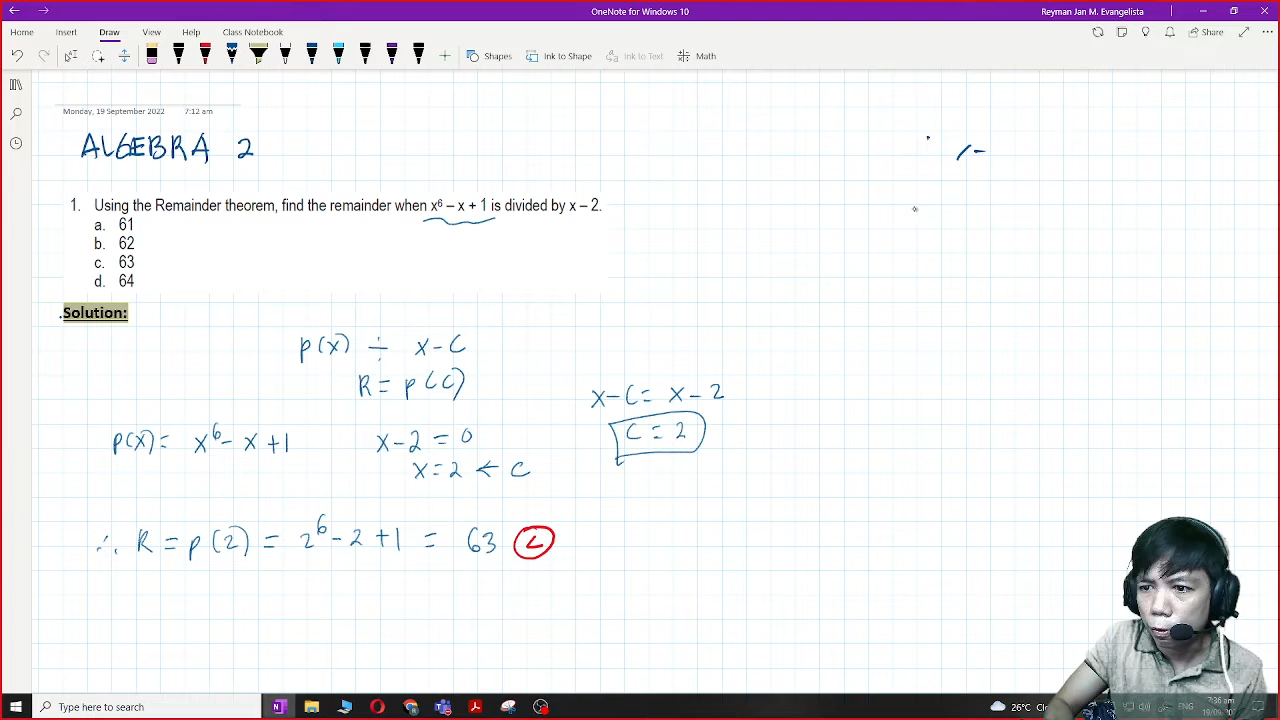 OneNote for Windows 10
Reyman Jan M. Evangelista
Home Insert Draw View Help Class Notebook
Share
Shapes Ink to Shape Ink to Text Math
Monday, 19 September 2022 7:12 am
ALGEBRA 2
1. Using the Remainder theorem, find the remainder when x⁶ – x + 1 is divided by x – 2.
a. 61
b. 62
c. 63
d. 64
Solution:
p(x) ÷ x-C
R = p(C)
x-C = x-2
C = 2
p(x) = x⁶ - x + 1 x-2 = 0
x = 2 ← C
∴ R = p(2) = 2⁶ - 2 + 1 = 63
Type here to search
26°C
ENG